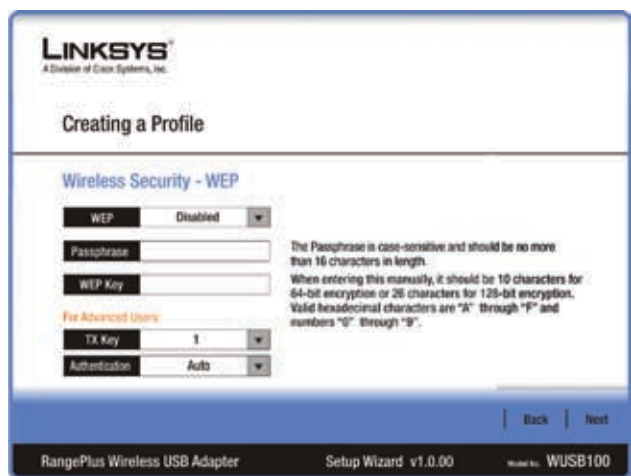 LINKSYS®
A Division of Cisco Systems, Inc.
Creating a Profile
Wireless Security - WEP
WEP Disabled
Passphrase
The Passphrase is case-sensitive and should be no more
than 16 characters in length.
WEP Key
When entering this manually, it should be 10 characters for
64-bit encryption or 26 characters for 128-bit encryption.
Valid hexadecimal characters are "A" through "F" and
numbers "0" through "9".
For Advanced Users
TX Key 1
Authentication Auto
Back Next
RangePlus Wireless USB Adapter Setup Wizard v1.0.00 Model No. WUSB100